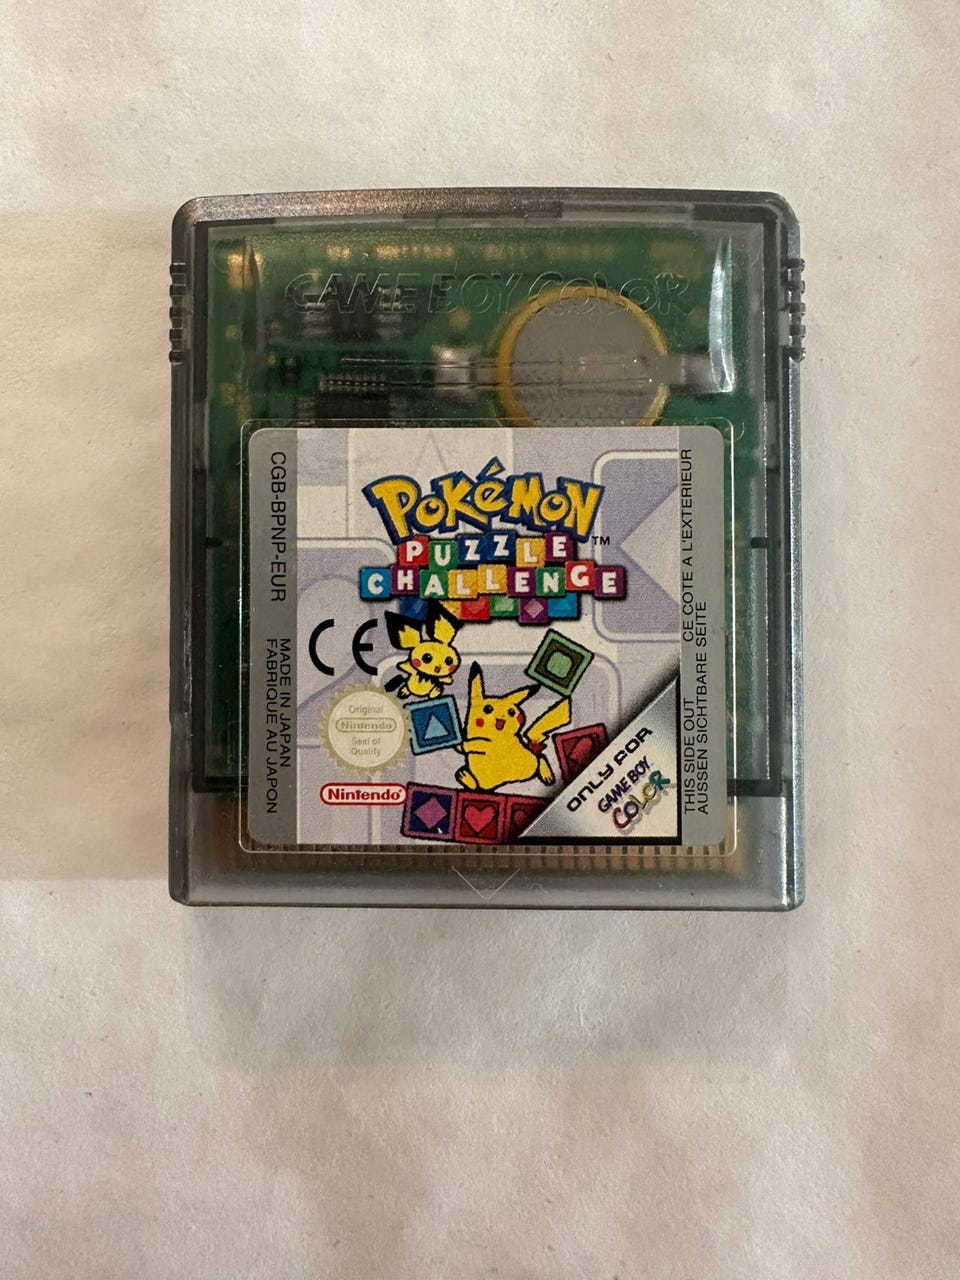 GAME BOY COLOR
CGB-BPNP-EUR
MADE IN JAPAN
FABRIQUE AU JAPON
POKéMON™
PUZZLE
CHALLENGE
CE
Original
Nintendo
Seal of
Quality
Nintendo
ONLY FOR
GAME BOY
COLOR
THIS SIDE OUT CE COTE A L'EXTERIEUR
AUSSEN SICHTBARE SEITE